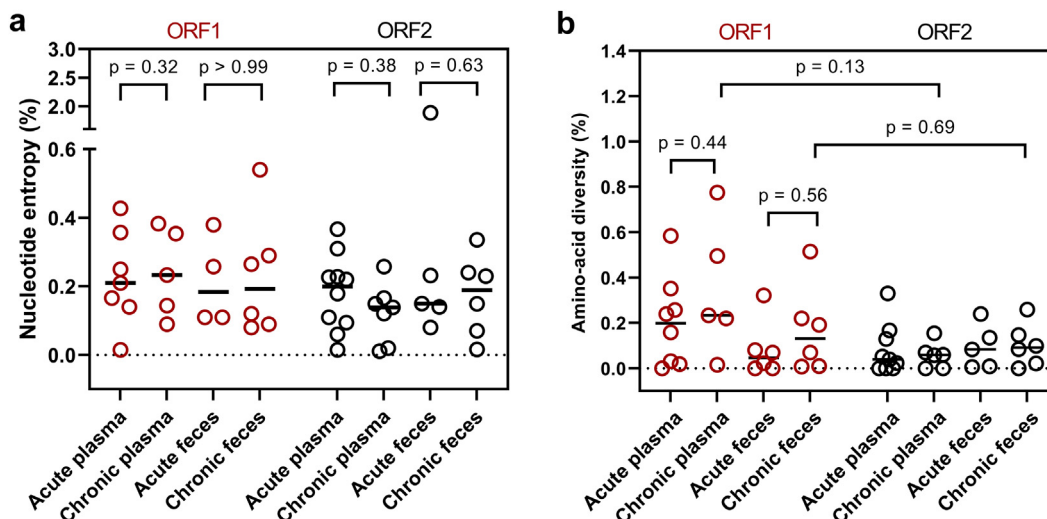 a
ORF1
ORF2
p = 0.32
p > 0.99
p = 0.38
p = 0.63
Nucleotide entropy (%)
3.0
2.5
2.0
0.6
0.4
0.2
0.0
Acute plasma
Chronic plasma
Acute feces
Chronic feces
Acute plasma
Chronic plasma
Acute feces
Chronic feces
b
ORF1
ORF2
p = 0.13
p = 0.69
p = 0.44
p = 0.56
Amino-acid diversity (%)
1.4
1.2
1.0
0.8
0.6
0.4
0.2
0.0
Acute plasma
Chronic plasma
Acute feces
Chronic feces
Acute plasma
Chronic plasma
Acute feces
Chronic feces